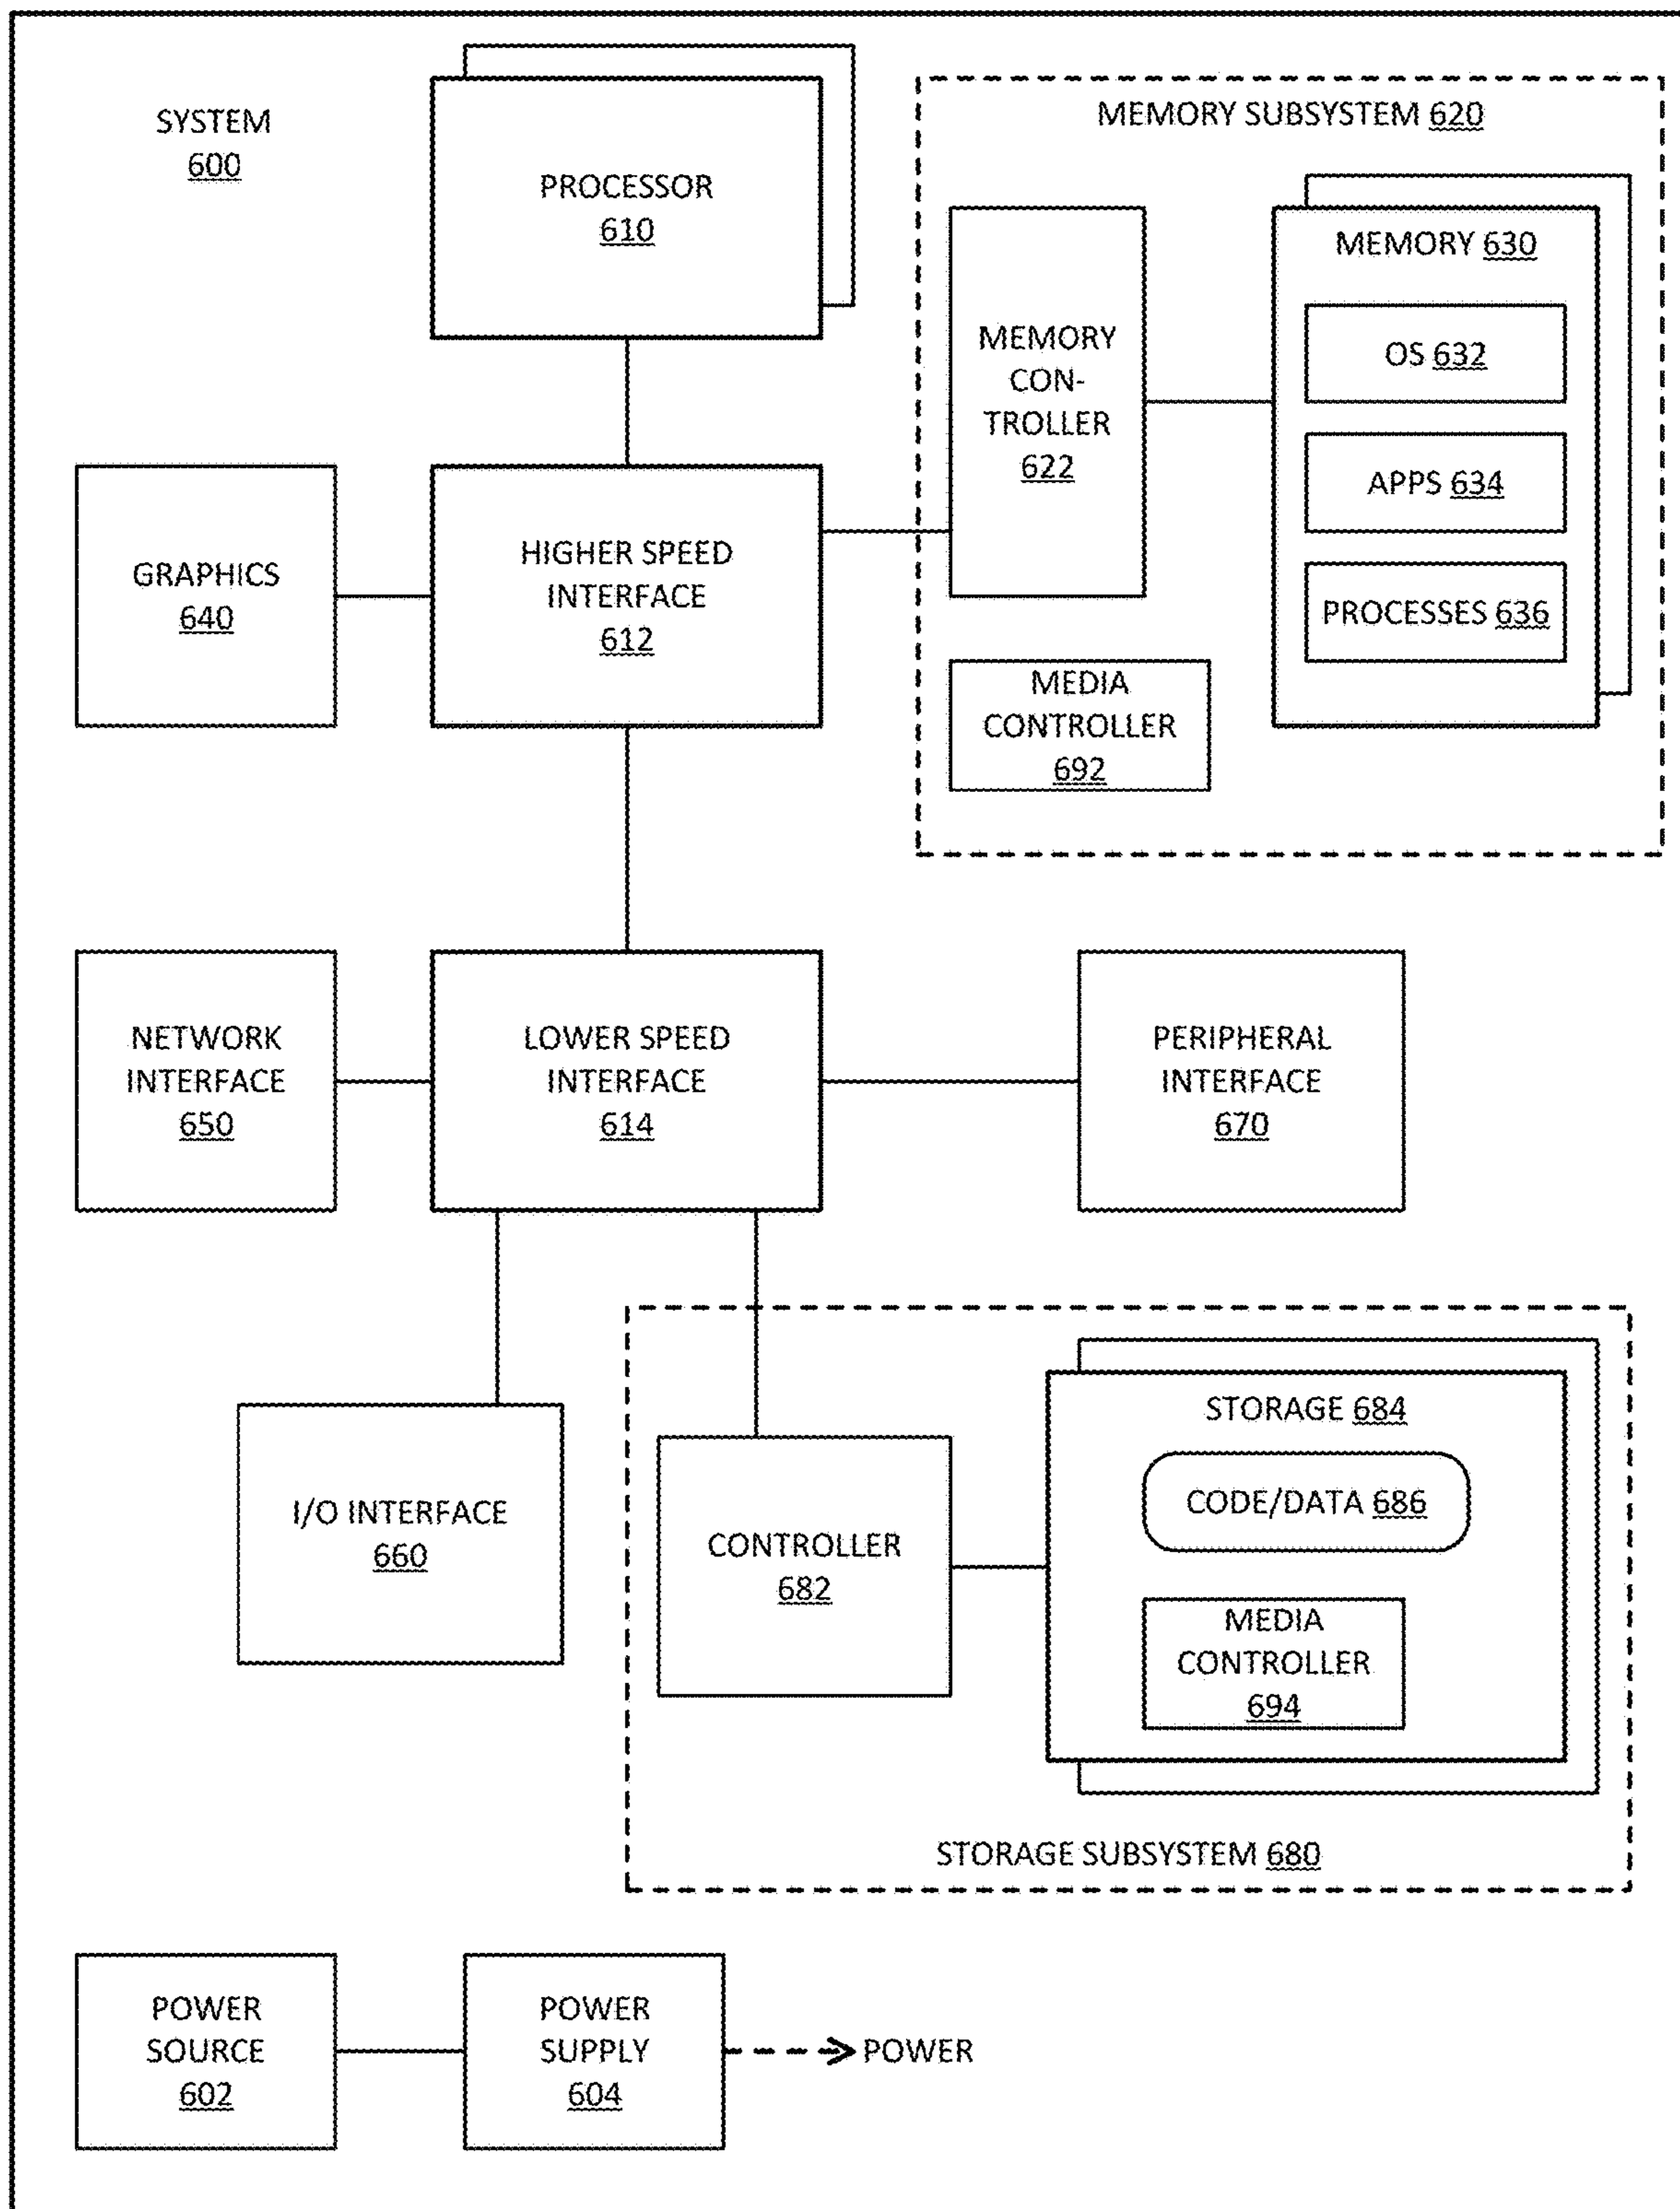 SYSTEM
600
PROCESSOR
610
MEMORY SUBSYSTEM 620
MEMORY
CON-
TROLLER
622
MEMORY 630
OS 632
APPS 634
PROCESSES 636
MEDIA
CONTROLLER
692
GRAPHICS
640
HIGHER SPEED
INTERFACE
612
NETWORK
INTERFACE
650
LOWER SPEED
INTERFACE
614
PERIPHERAL
INTERFACE
670
I/O INTERFACE
660
CONTROLLER
682
STORAGE 684
CODE/DATA 686
MEDIA
CONTROLLER
694
STORAGE SUBSYSTEM 680
POWER
SOURCE
602
POWER
SUPPLY
604
POWER